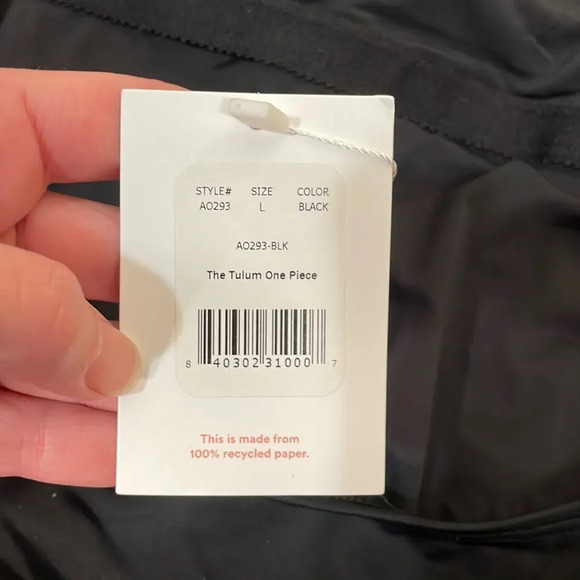 STYLE# SIZE COLOR
AO293 L BLACK
AO293-BLK
The Tulum One Piece
8 40302 31000 7
This is made from
100% recycled paper.